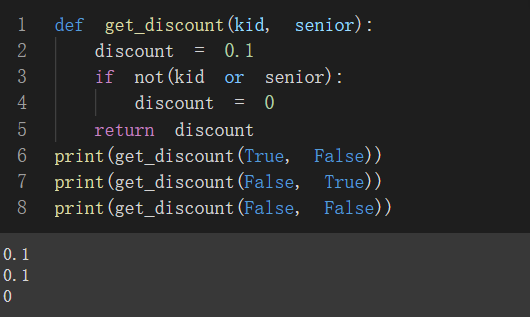 1 def get_discount(kid, senior):
2     discount = 0.1
3     if not(kid or senior):
4         discount = 0
5     return discount
6 print(get_discount(True, False))
7 print(get_discount(False, True))
8 print(get_discount(False, False))
0.1
0.1
0